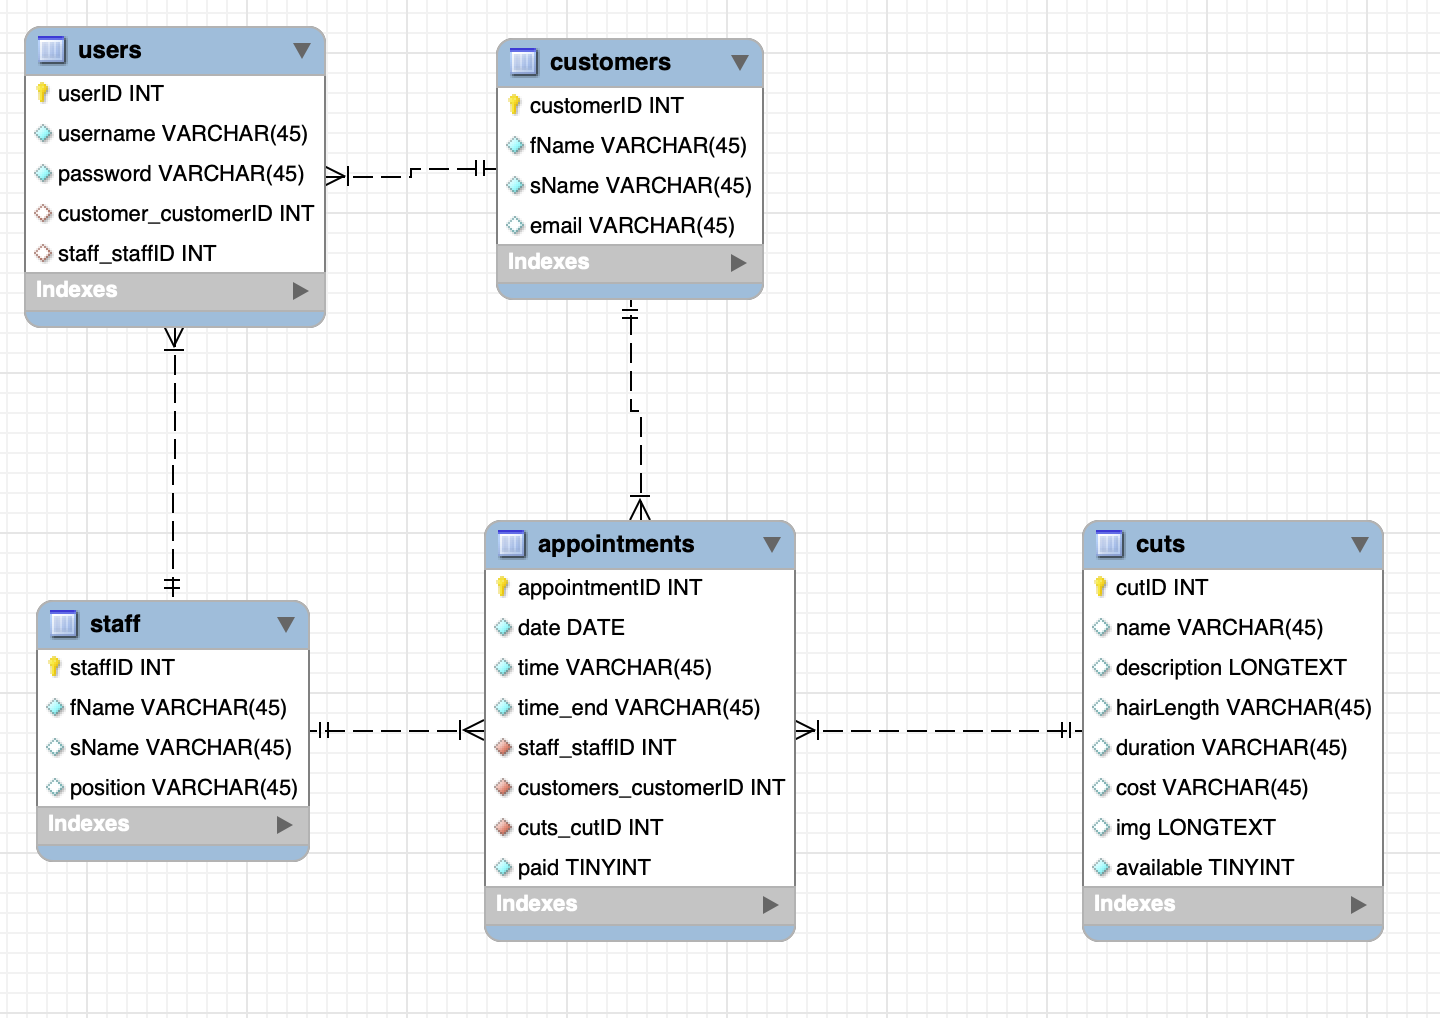 users
userID INT
username VARCHAR(45)
password VARCHAR(45)
customer_customerID INT
staff_staffID INT
Indexes
customers
customerID INT
fName VARCHAR(45)
sName VARCHAR(45)
email VARCHAR(45)
Indexes
staff
staffID INT
fName VARCHAR(45)
sName VARCHAR(45)
position VARCHAR(45)
Indexes
appointments
appointmentID INT
date DATE
time VARCHAR(45)
time_end VARCHAR(45)
staff_staffID INT
customers_customerID INT
cuts_cutID INT
paid TINYINT
Indexes
cuts
cutID INT
name VARCHAR(45)
description LONGTEXT
hairLength VARCHAR(45)
duration VARCHAR(45)
cost VARCHAR(45)
img LONGTEXT
available TINYINT
Indexes